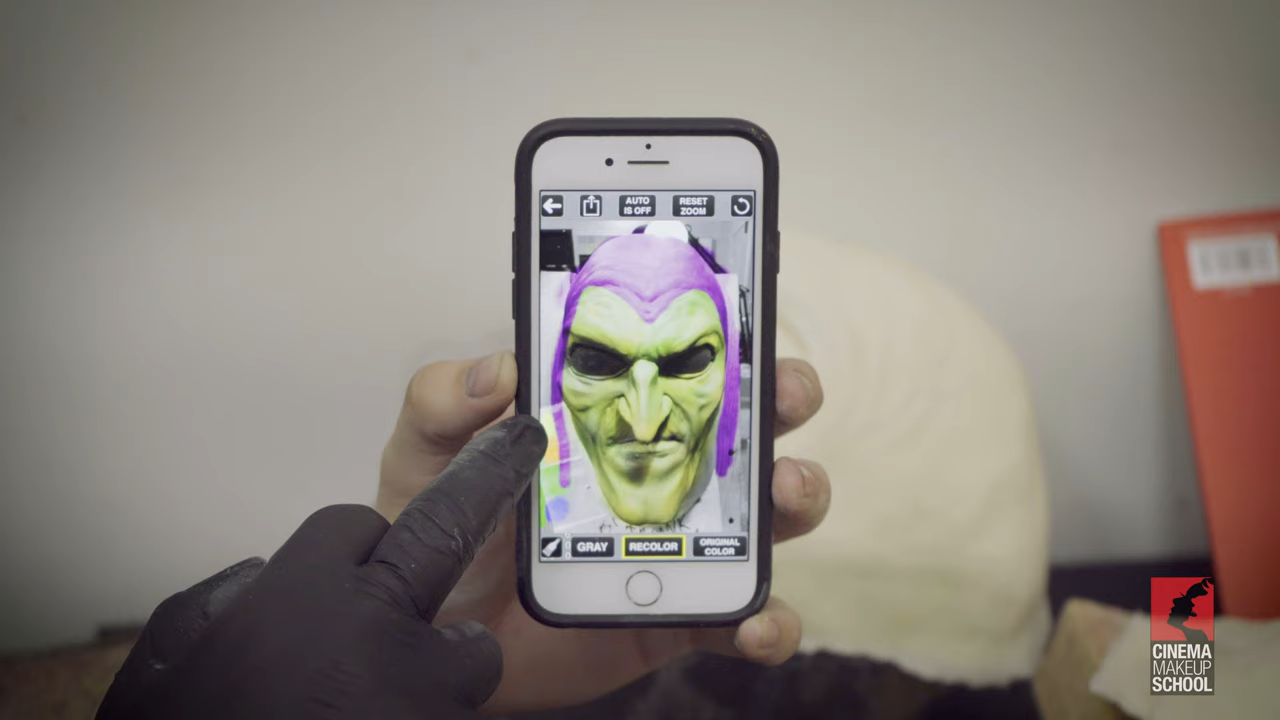 AUTO
IS OFF
RESET
ZOOM
GRAY
RECOLOR
ORIGINAL
COLOR
CINEMA
MAKEUP
SCHOOL